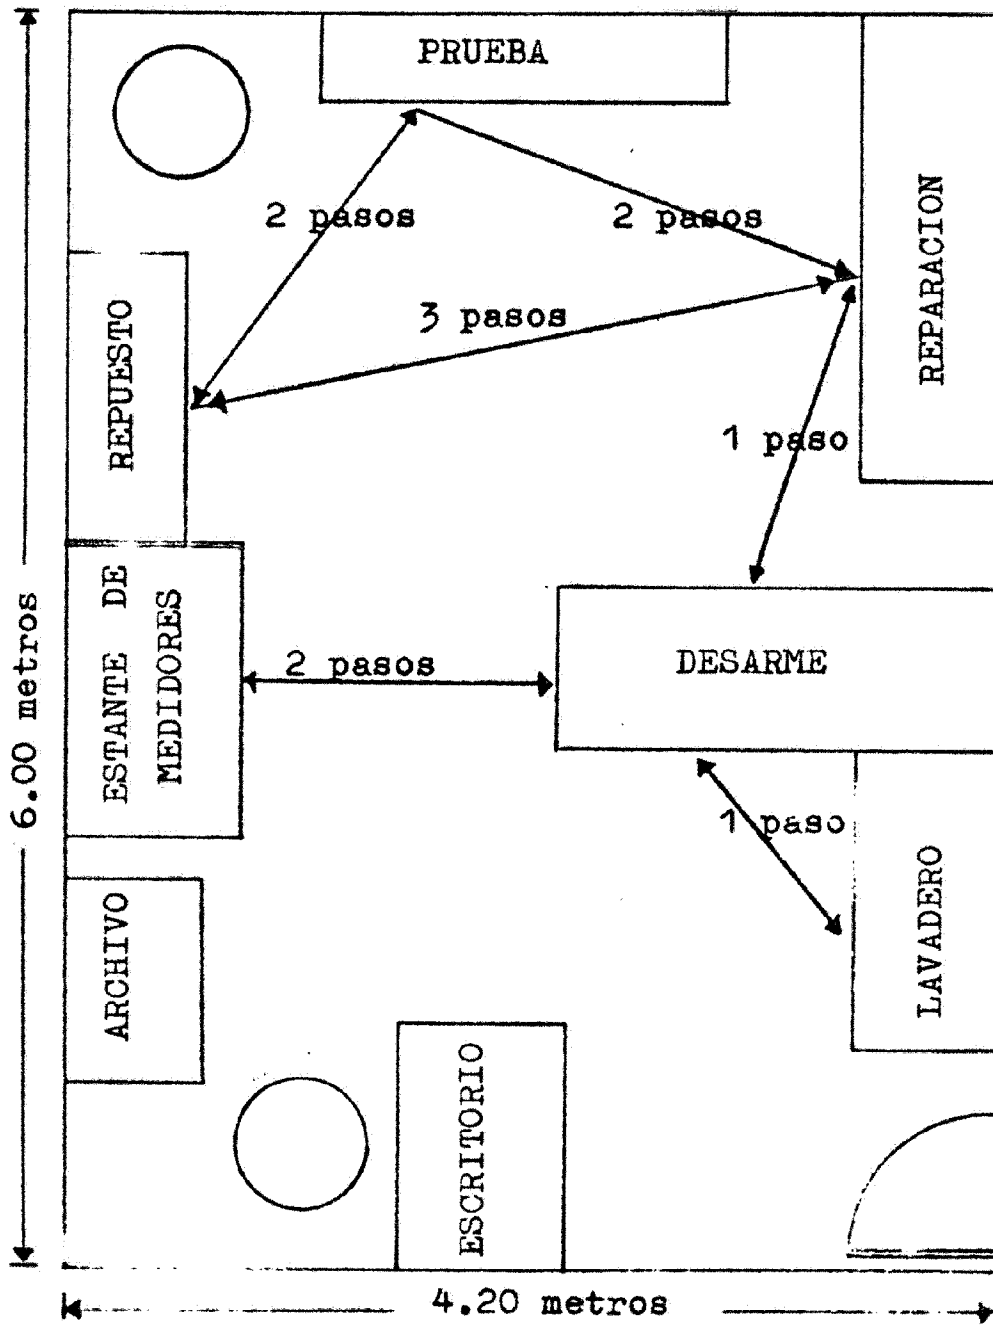 PRUEBA
2 pasos
2 pasos
REPARACION
3 pasos
REPUESTO
1 paso
ESTANTE DE
MEDIDORES
2 pasos
DESARME
6.00 metros
1 paso
LAVADERO
ARCHIVO
ESCRITORIO
4.20 metros